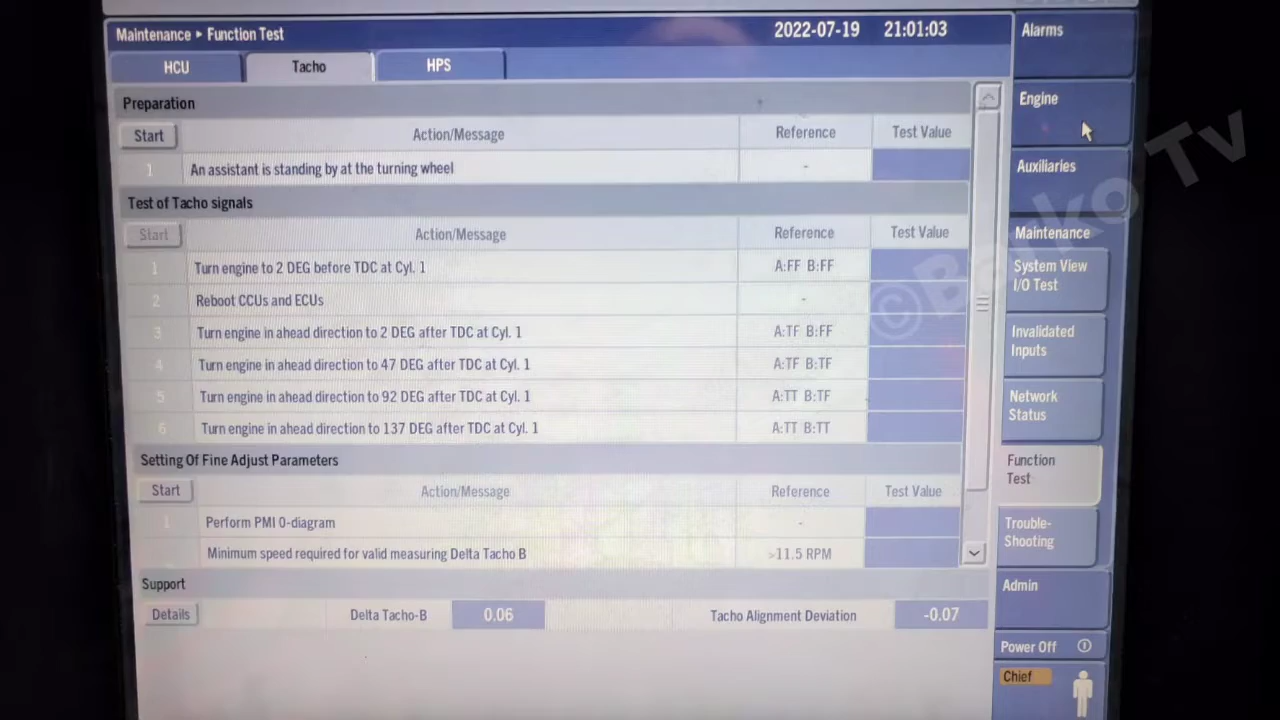 Maintenance ▸ Function Test 2022-07-19 21:01:03
HCU Tacho HPS
Preparation
Start Action/Message Reference Test Value
1 An assistant is standing by at the turning wheel -
Test of Tacho signals
Start Action/Message Reference Test Value
1 Turn engine to 2 DEG before TDC at Cyl. 1 A:FF B:FF
2 Reboot CCUs and ECUs -
3 Turn engine in ahead direction to 2 DEG after TDC at Cyl. 1 A:TF B:FF
4 Turn engine in ahead direction to 47 DEG after TDC at Cyl. 1 A:TF B:TF
5 Turn engine in ahead direction to 92 DEG after TDC at Cyl. 1 A:TT B:TF
6 Turn engine in ahead direction to 137 DEG after TDC at Cyl. 1 A:TT B:TT
Setting Of Fine Adjust Parameters
Start Action/Message Reference Test Value
1 Perform PMI 0-diagram -
Minimum speed required for valid measuring Delta Tacho B >11.5 RPM
Support
Details Delta Tacho-B 0.06 Tacho Alignment Deviation -0.07
Alarms
Engine
Auxiliaries
Maintenance
System View
I/O Test
Invalidated
Inputs
Network
Status
Function
Test
Trouble-
Shooting
Admin
Power Off
Chief
©Barko Tv